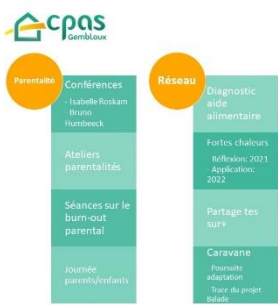 cpas
Gembloux
Parentalité
Conférences
- Isabelle Roskam
- Bruno
Humbeeck
Ateliers
parentalités
Séances sur le
burn-out
parental
Journée
parents/enfants
Réseau
Diagnostic
aide
alimentaire
Fortes chaleurs
- Réflexion: 2021
- Application:
2022
Partage tes
sur+
Caravane
- Poursuite
adaptation
- Trace du projet
Balade